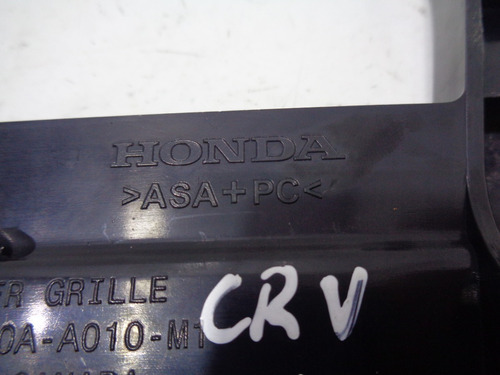 HONDA
>ASA+PC<
GRILLE
0A-A010-M1
CRV